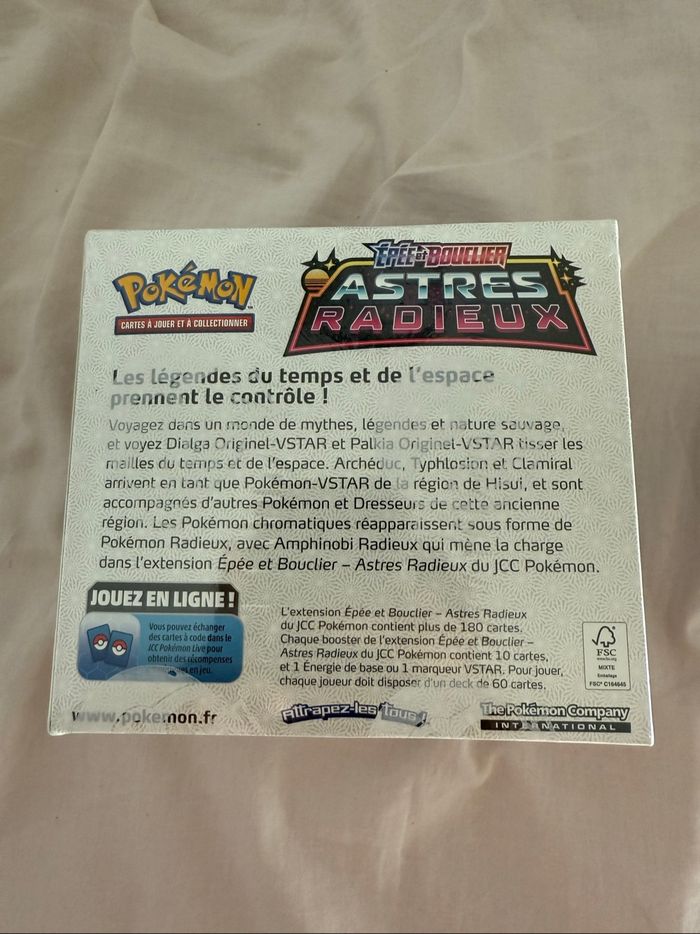 POKÉMON
CARTES À JOUER ET À COLLECTIONNER
ÉPÉE et BOUCLIER
ASTRES
RADIEUX
Les légendes du temps et de l'espace
prennent le contrôle !
Voyagez dans un monde de mythes, légendes et nature sauvage,
et voyez Dialga Originel-VSTAR et Palkia Originel-VSTAR tisser les
mailles du temps et de l'espace. Archéduc, Typhlosion et Clamiral
arrivent en tant que Pokémon-VSTAR de la région de Hisui, et sont
accompagnés d'autres Pokémon et Dresseurs de cette ancienne
région. Les Pokémon chromatiques réapparaissent sous forme de
Pokémon Radieux, avec Amphinobi Radieux qui mène la charge
dans l'extension Épée et Bouclier – Astres Radieux du JCC Pokémon.
JOUEZ EN LIGNE !
Vous pouvez échanger
des cartes à code dans le
JCC Pokémon Live pour
obtenir des récompenses
en jeu.
L'extension Épée et Bouclier – Astres Radieux
du JCC Pokémon contient plus de 180 cartes.
Chaque booster de l'extension Épée et Bouclier –
Astres Radieux du JCC Pokémon contient 10 cartes,
et 1 Énergie de base ou 1 marqueur VSTAR. Pour jouer,
chaque joueur doit disposer d'un deck de 60 cartes.
FSC
www.fsc.org
MIXTE
Emballage
FSC® C164645
www.pokemon.fr
Attrapez-les tous !
The Pokémon Company
INTERNATIONAL